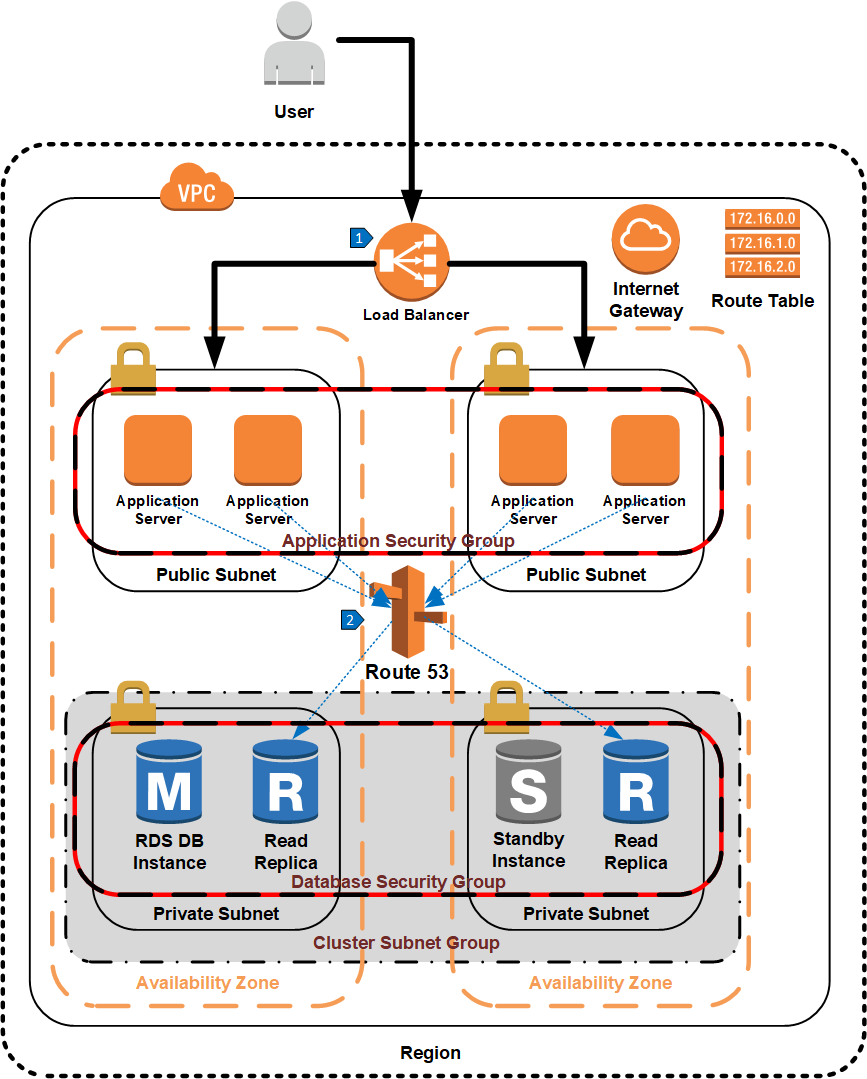 User
VPC
1
172.16.0.0
172.16.1.0
172.16.2.0
Internet
Gateway
Route Table
Load Balancer
Application
Server
Application
Server
Application
Server
Application
Server
Application Security Group
Public Subnet
Public Subnet
2
Route 53
M
R
S
R
RDS DB
Instance
Read
Replica
Standby
Instance
Read
Replica
Database Security Group
Private Subnet
Private Subnet
Cluster Subnet Group
Availability Zone
Availability Zone
Region